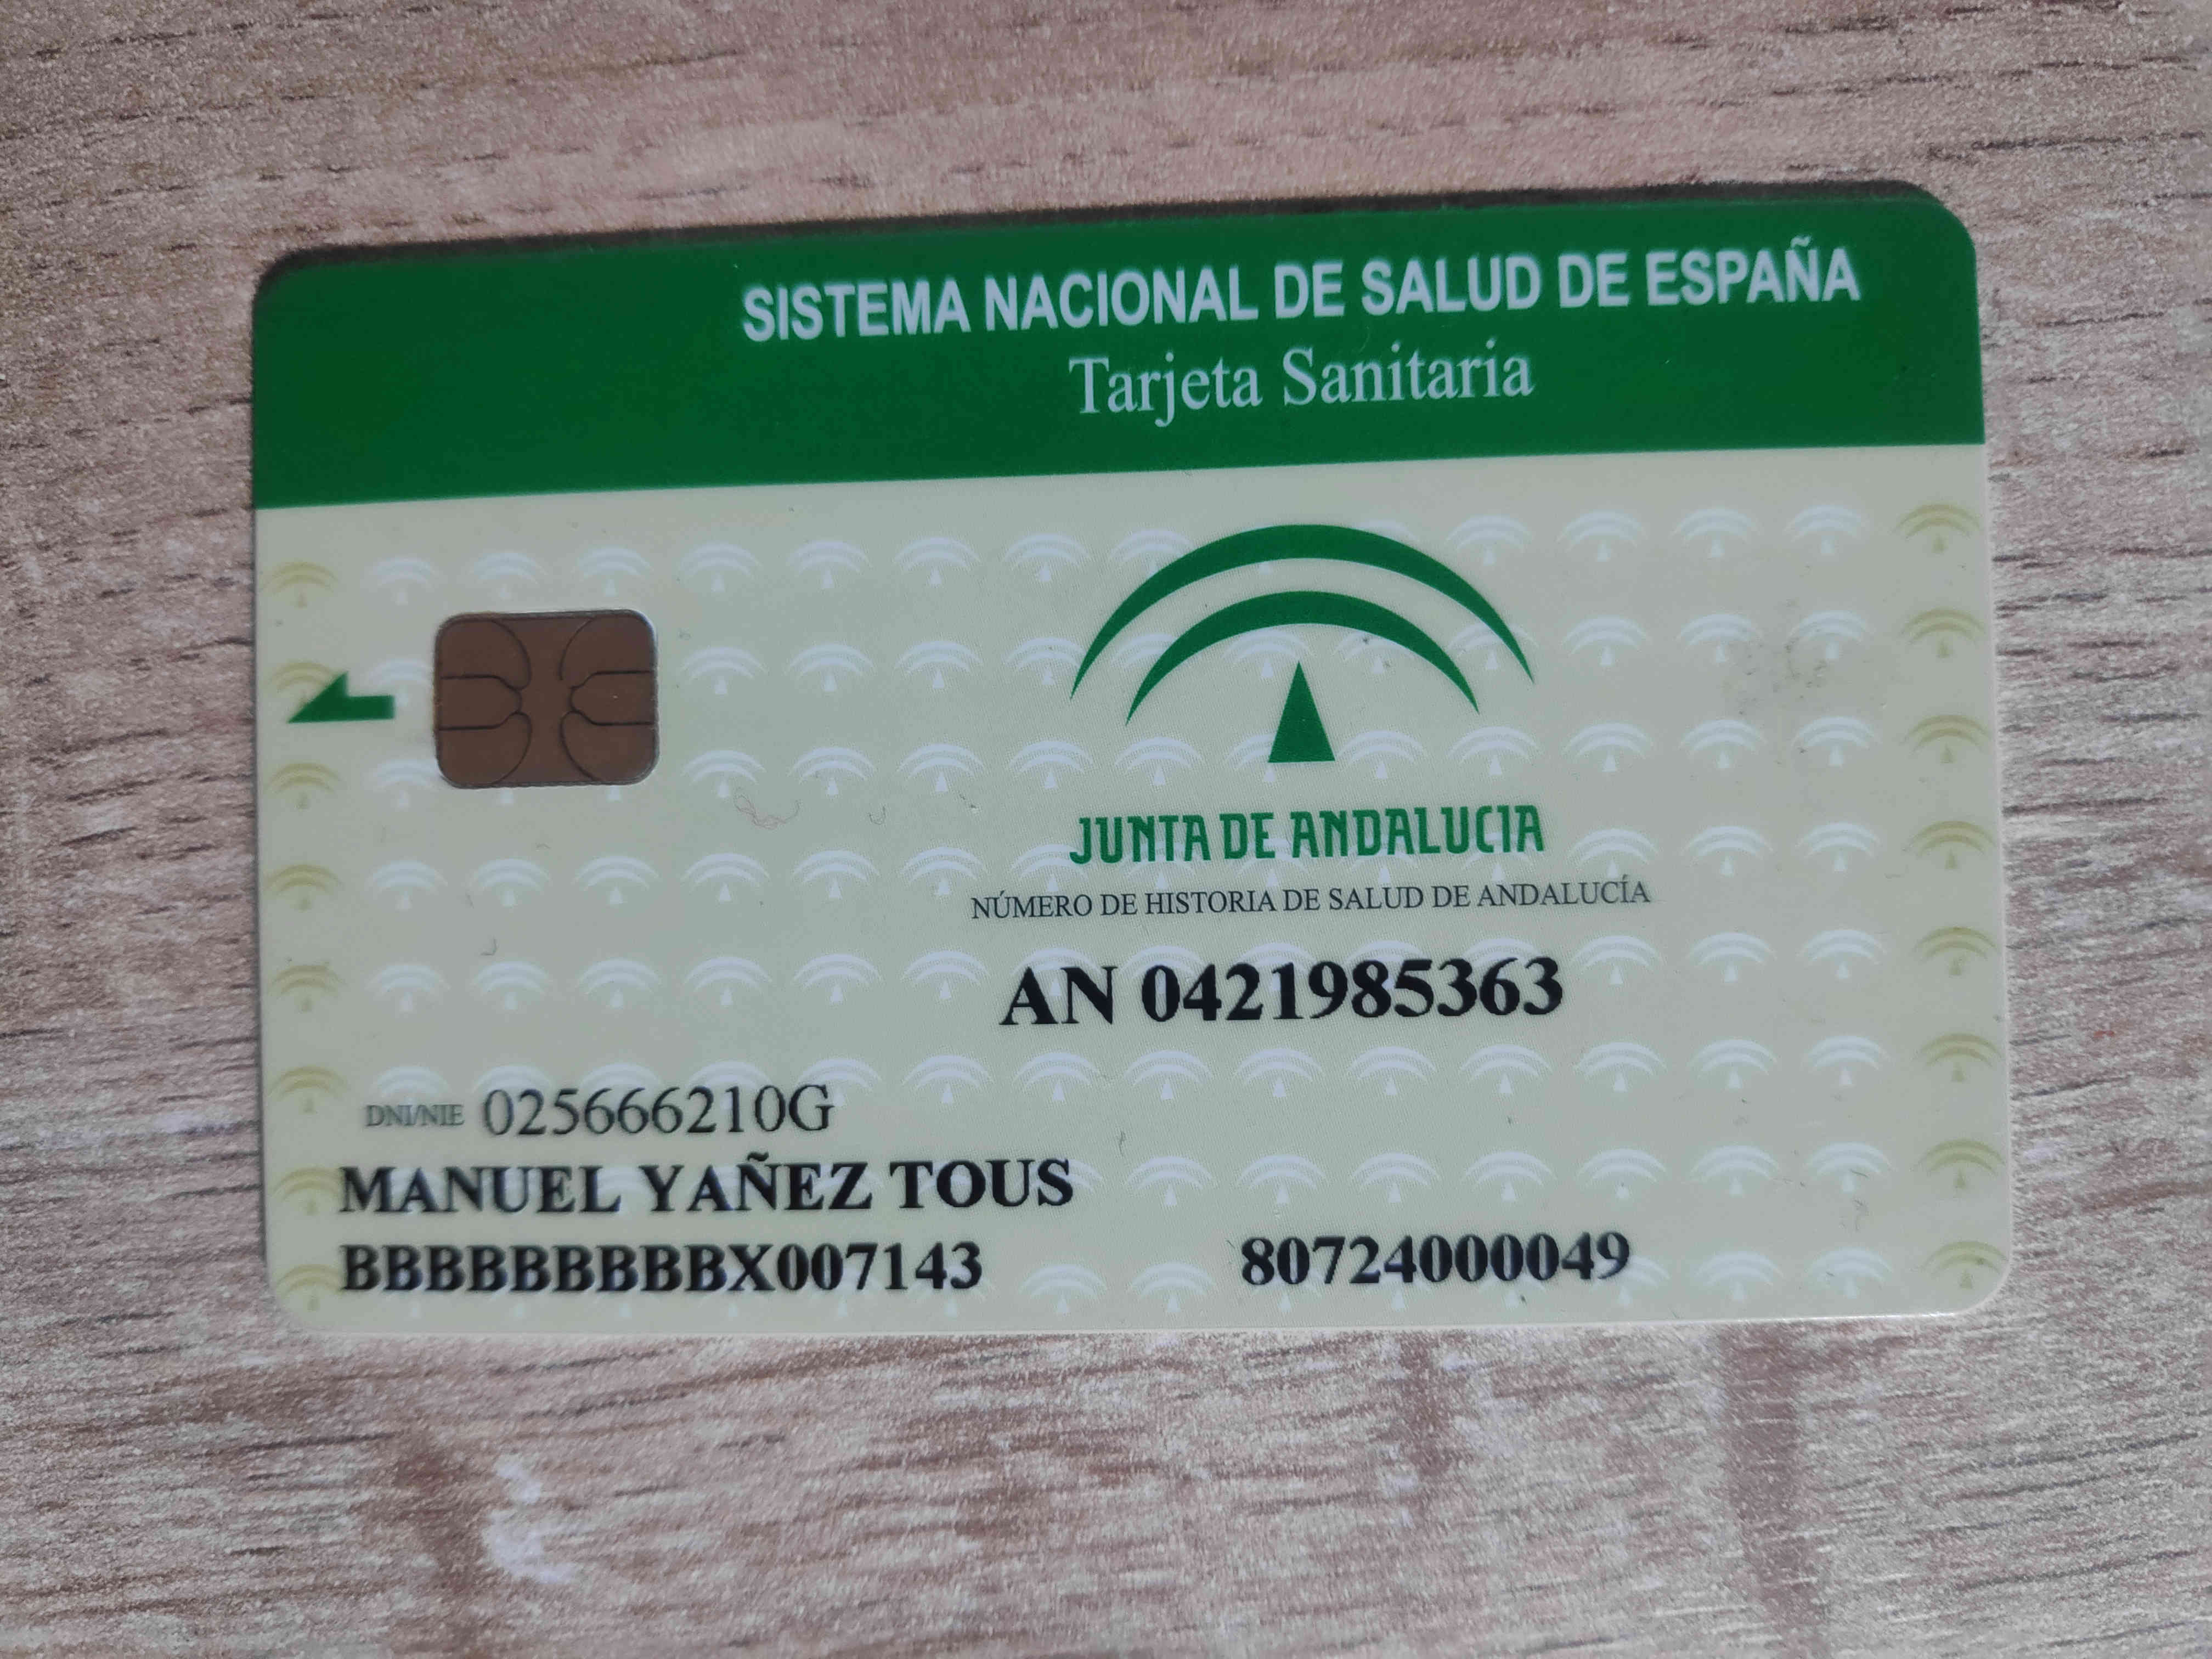 SISTEMA NACIONAL DE SALUD DE ESPAÑA
Tarjeta Sanitaria
JUNTA DE ANDALUCIA
NÚMERO DE HISTORIA DE SALUD DE ANDALUCÍA
AN 0421985363
DNI/NIE 025666210G
MANUEL YAÑEZ TOUS
BBBBBBBBBBX007143 80724000049